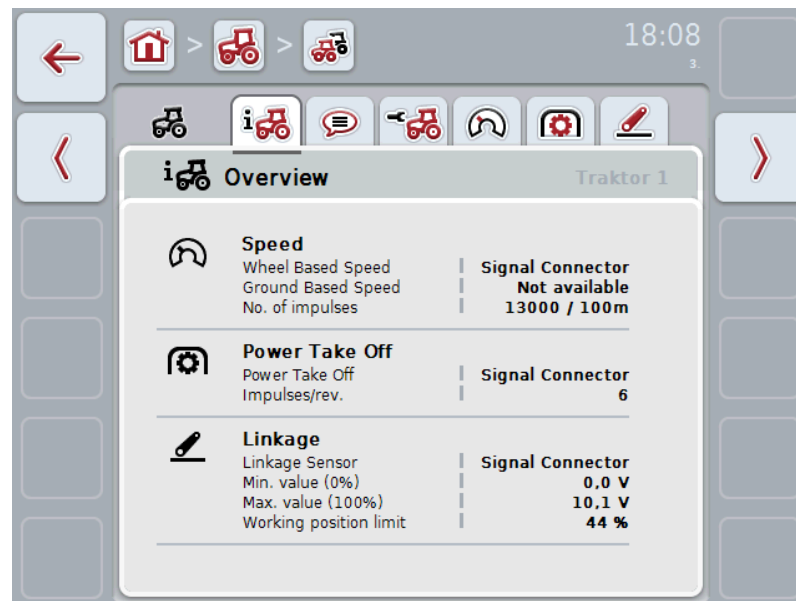 18:08
3.
Overview Traktor 1
Speed
Wheel Based Speed Signal Connector
Ground Based Speed Not available
No. of impulses 13000 / 100m
Power Take Off
Power Take Off Signal Connector
Impulses/rev. 6
Linkage
Linkage Sensor Signal Connector
Min. value (0%) 0,0 V
Max. value (100%) 10,1 V
Working position limit 44 %